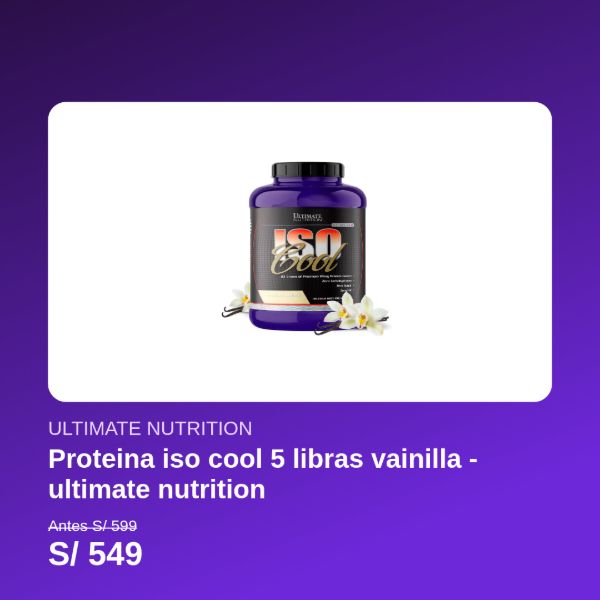 ULTIMATE
NUTRITION
ISO
Cool
ULTIMATE NUTRITION
Proteina iso cool 5 libras vainilla -
ultimate nutrition
Antes S/ 599
S/ 549